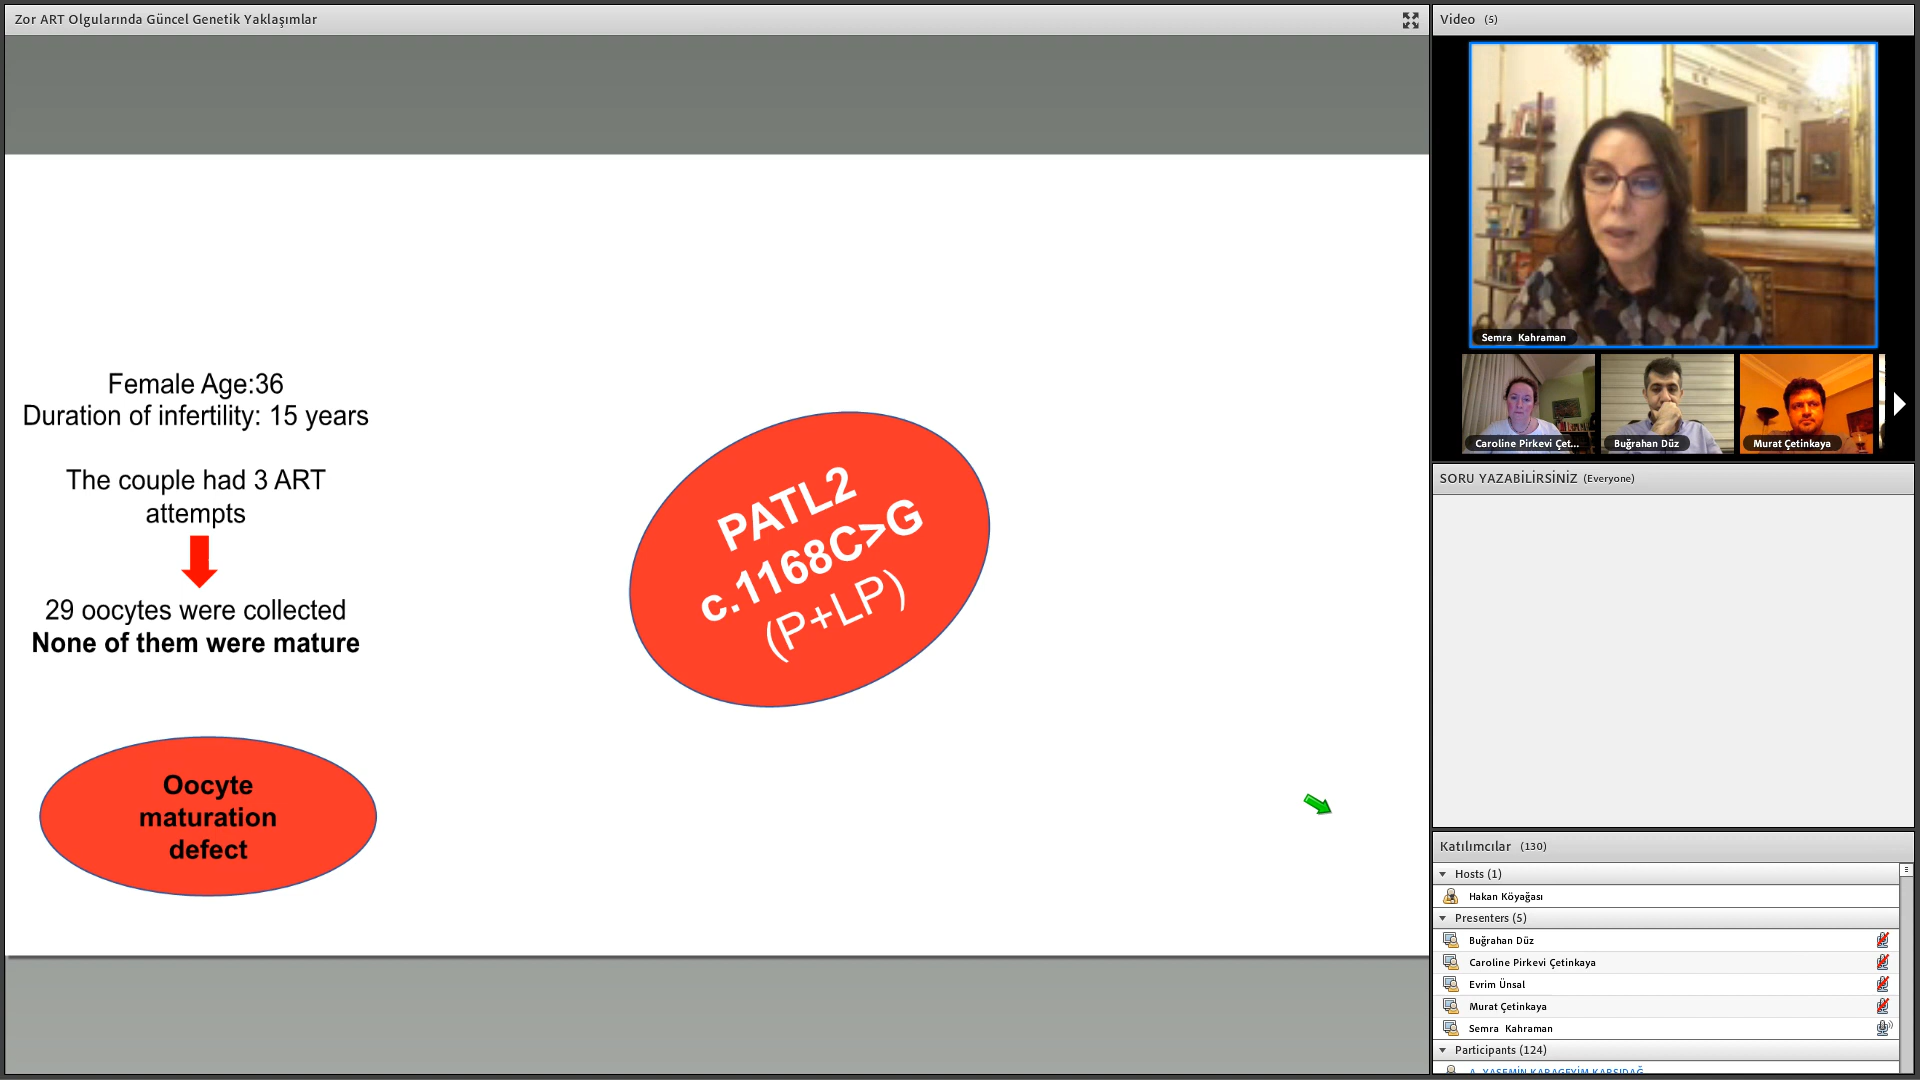 Zor ART Olgularında Güncel Genetik Yaklaşımlar
Female Age:36
Duration of infertility: 15 years
The couple had 3 ART
attempts
29 oocytes were collected
None of them were mature
Oocyte
maturation
defect
PATL2
c.1168C>G
(P+LP)
Video (5)
Semra Kahraman
Caroline Pirkevi Çet...
Buğrahan Düz
Murat Çetinkaya
SORU YAZABİLİRSİNİZ (Everyone)
Katılımcılar (130)
Hosts (1)
Hakan Köyağası
Presenters (5)
Buğrahan Düz
Caroline Pirkevi Çetinkaya
Evrim Ünsal
Murat Çetinkaya
Semra Kahraman
Participants (124)